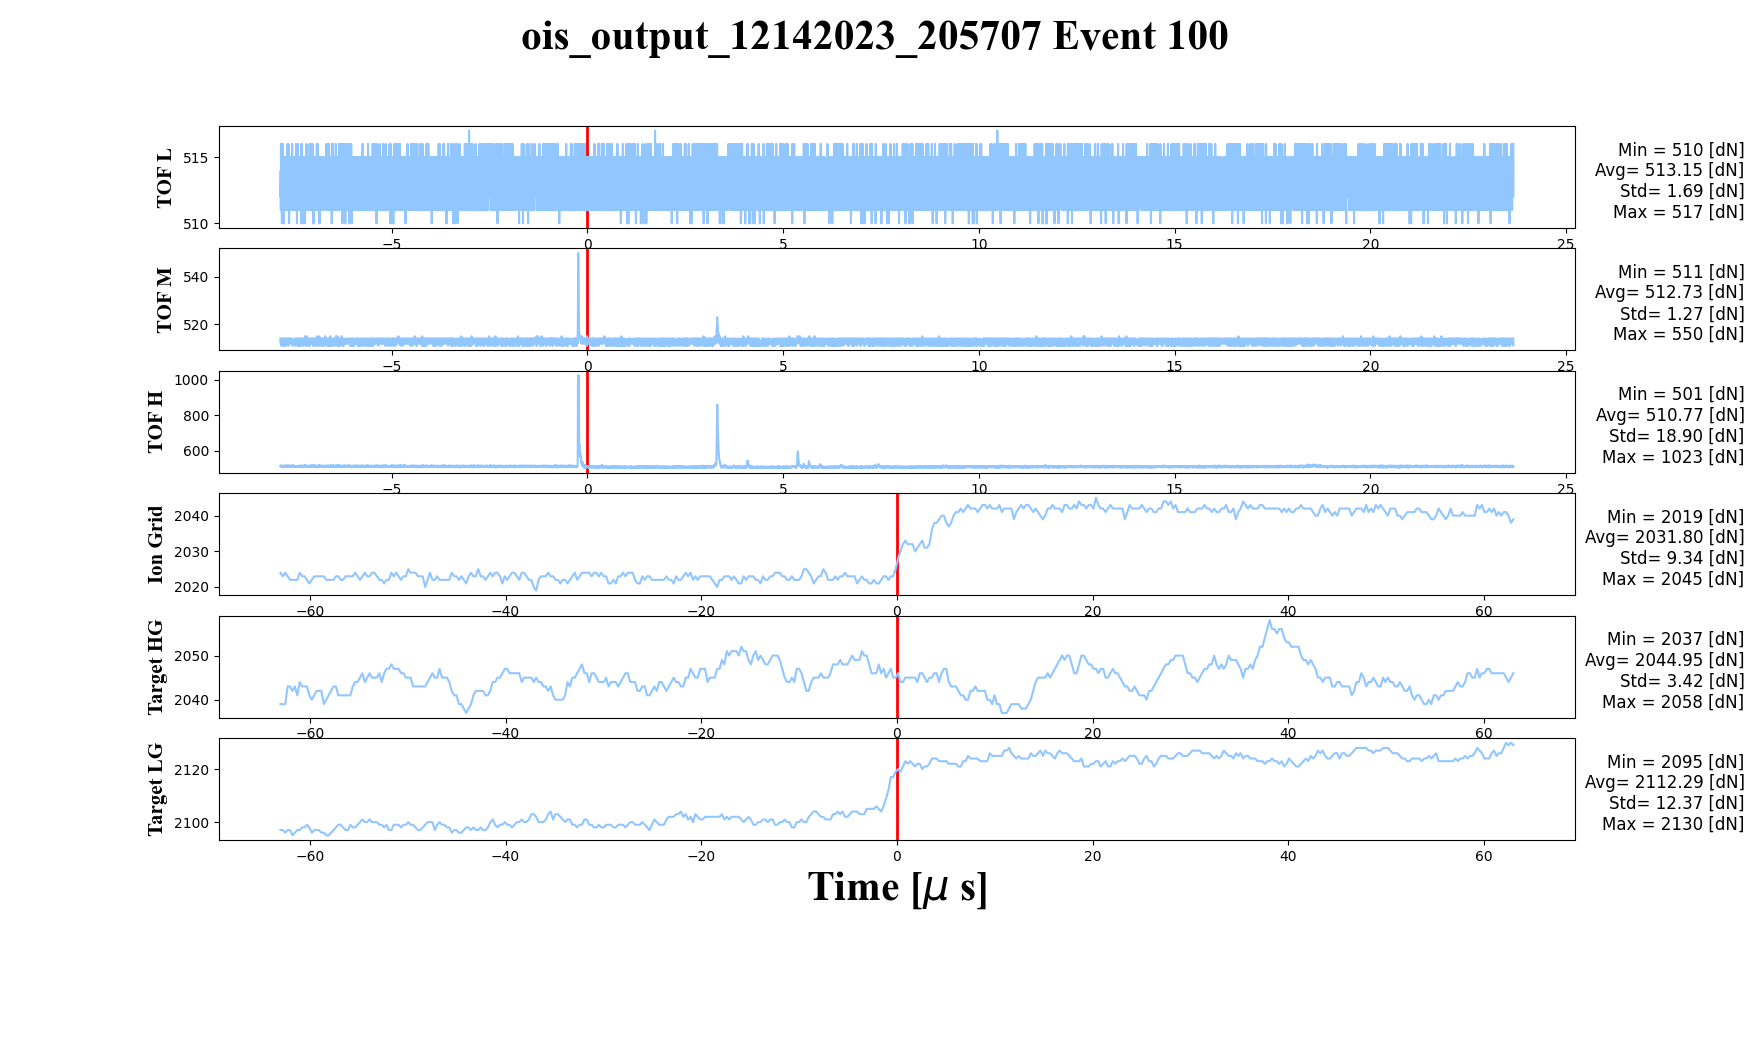 ois_output_12142023_205707 Event 100
TOF L
515
510
−5
0
5
10
15
20
25
Min = 510 [dN]
Avg= 513.15 [dN]
Std= 1.69 [dN]
Max = 517 [dN]
TOF M
540
520
−5
0
5
10
15
20
25
Min = 511 [dN]
Avg= 512.73 [dN]
Std= 1.27 [dN]
Max = 550 [dN]
TOF H
1000
800
600
−5
0
5
10
15
20
25
Min = 501 [dN]
Avg= 510.77 [dN]
Std= 18.90 [dN]
Max = 1023 [dN]
Ion Grid
2040
2030
2020
−60
−40
−20
0
20
40
60
Min = 2019 [dN]
Avg= 2031.80 [dN]
Std= 9.34 [dN]
Max = 2045 [dN]
Target HG
2050
2040
−60
−40
−20
0
20
40
60
Min = 2037 [dN]
Avg= 2044.95 [dN]
Std= 3.42 [dN]
Max = 2058 [dN]
Target LG
2120
2100
−60
−40
−20
0
20
40
60
Min = 2095 [dN]
Avg= 2112.29 [dN]
Std= 12.37 [dN]
Max = 2130 [dN]
Time [μ s]